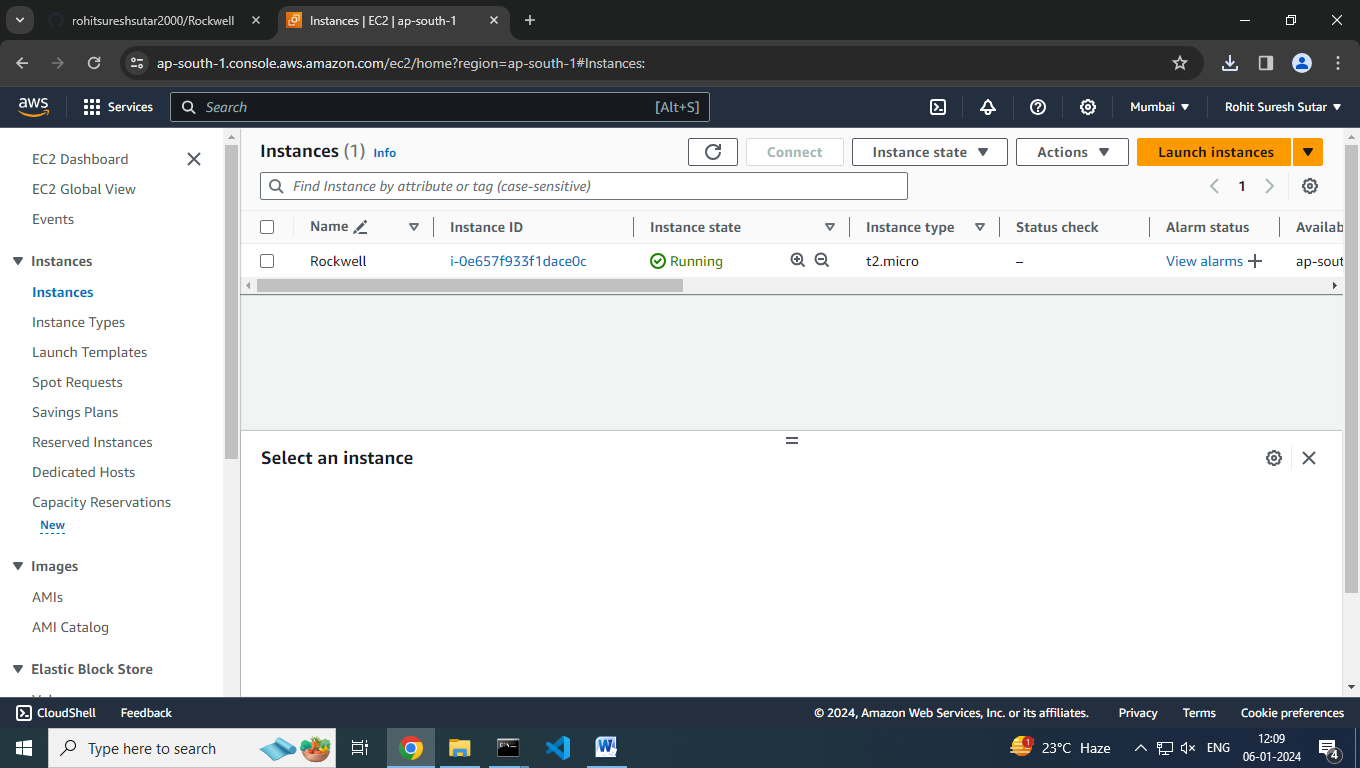 rohitsureshsutar2000/Rockwell
Instances | EC2 | ap-south-1
ap-south-1.console.aws.amazon.com/ec2/home?region=ap-south-1#Instances:
aws Services Search [Alt+S] Mumbai Rohit Suresh Sutar
EC2 Dashboard
EC2 Global View
Events
Instances
Instances
Instance Types
Launch Templates
Spot Requests
Savings Plans
Reserved Instances
Dedicated Hosts
Capacity Reservations
New
Images
AMIs
AMI Catalog
Elastic Block Store
Instances (1) Info Connect Instance state Actions Launch instances
Find Instance by attribute or tag (case-sensitive) 1
Name Instance ID Instance state Instance type Status check Alarm status Availab
Rockwell i-0e657f933f1dace0c Running t2.micro – View alarms ap-sout
Select an instance
CloudShell Feedback © 2024, Amazon Web Services, Inc. or its affiliates. Privacy Terms Cookie preferences
Type here to search 1 23°C Haze ENG 12:09
06-01-2024 4